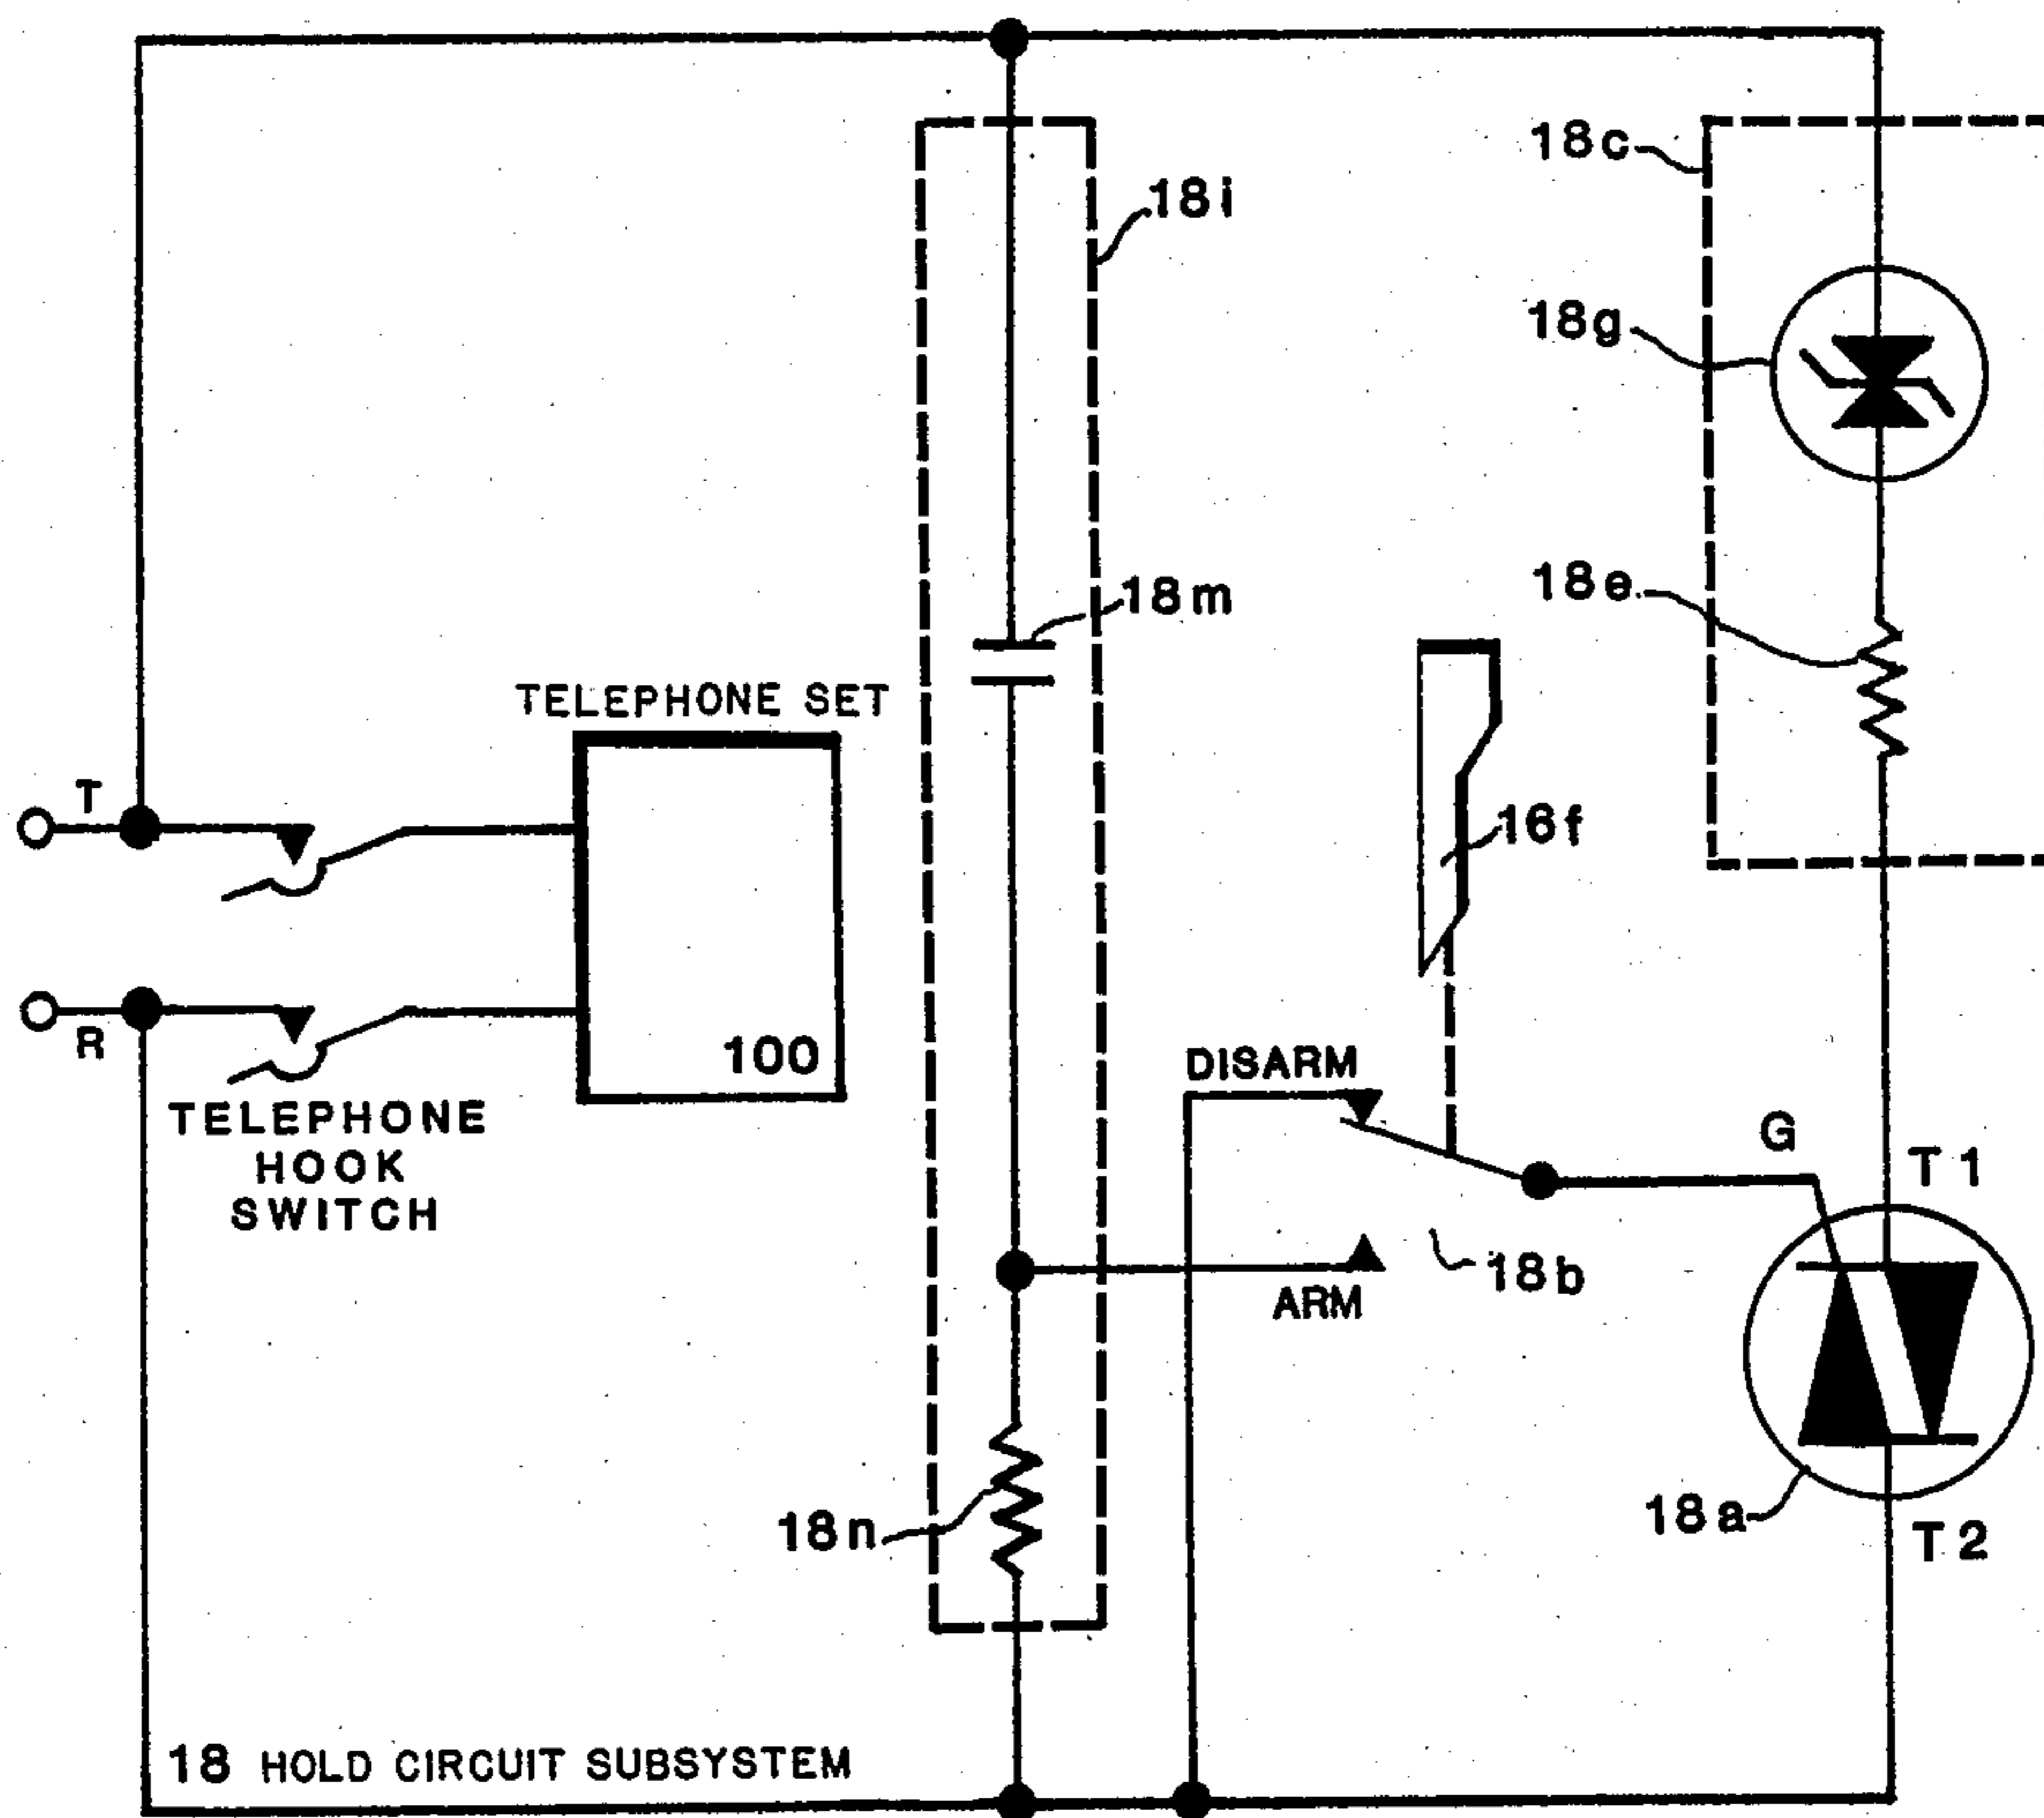 18c
18i
18g
18e.
18m
TELEPHONE SET
16f
T
R
100
DISARM
TELEPHONE
HOOK
SWITCH
G
T1
18b
ARM
18n
18a
T2
18 HOLD CIRCUIT SUBSYSTEM